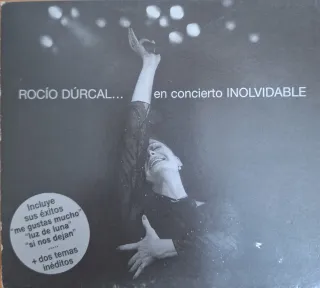 ROCÍO DÚRCAL... en concierto INOLVIDABLE
Incluye
sus éxitos
"me gustas mucho"
"luz de luna"
"si nos dejan"
......
+ dos temas
inéditos